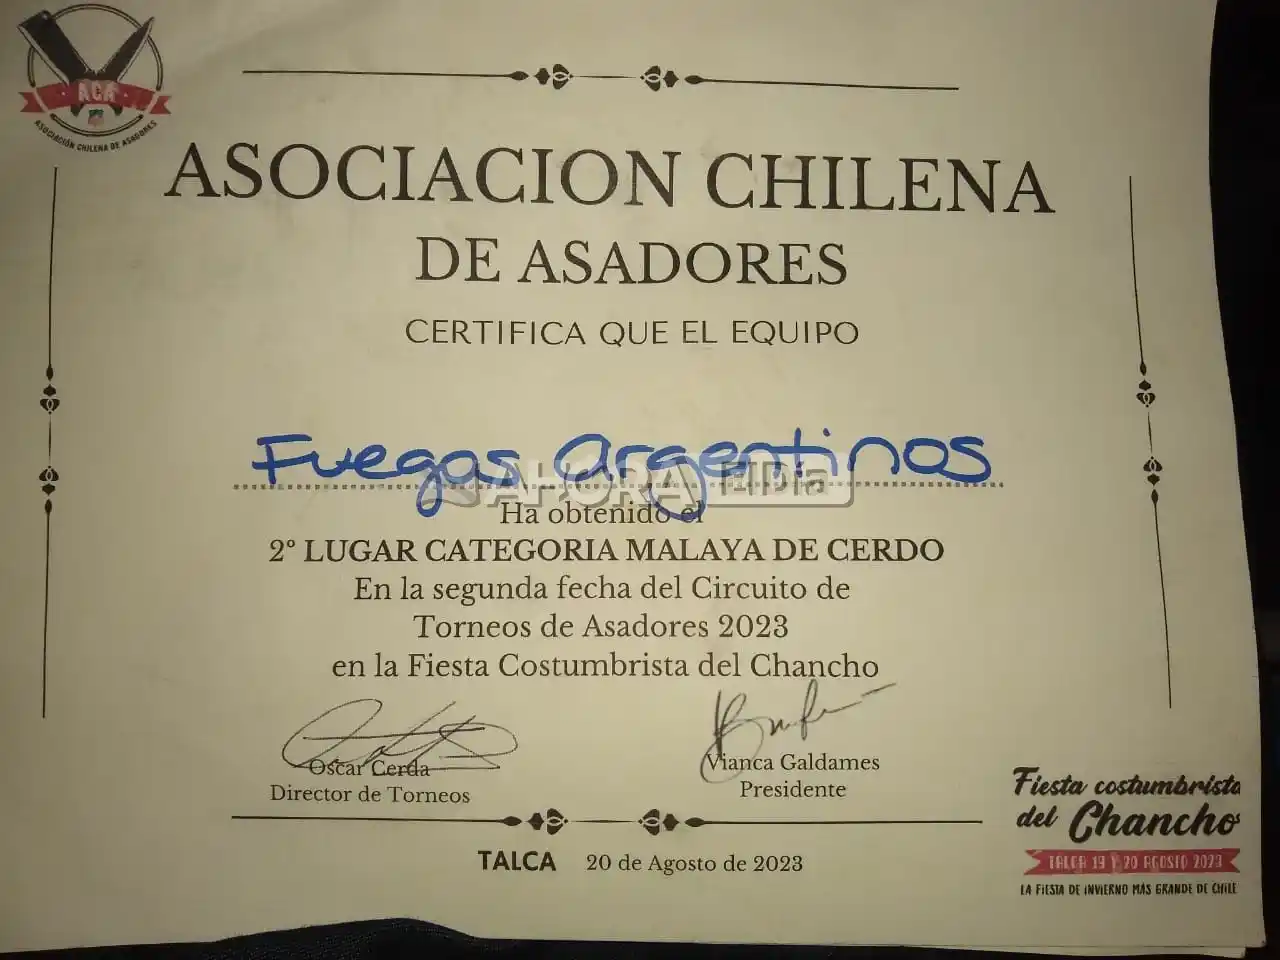 ACA
ASOCIACIÓN CHILENA DE ASADORES
ASOCIACION CHILENA
DE ASADORES
CERTIFICA QUE EL EQUIPO
Fuegos Argentinos
AHORA ElDía
Ha obtenido el
2° LUGAR CATEGORIA MALAYA DE CERDO
En la segunda fecha del Circuito de
Torneos de Asadores 2023
en la Fiesta Costumbrista del Chancho
Oscar Cerda
Director de Torneos
Vianca Galdames
Presidente
TALCA 20 de Agosto de 2023
Fiesta costumbrista
del Chancho
TALCA 19 Y 20 AGOSTO 2023
LA FIESTA DE INVIERNO MÁS GRANDE DE CHILE